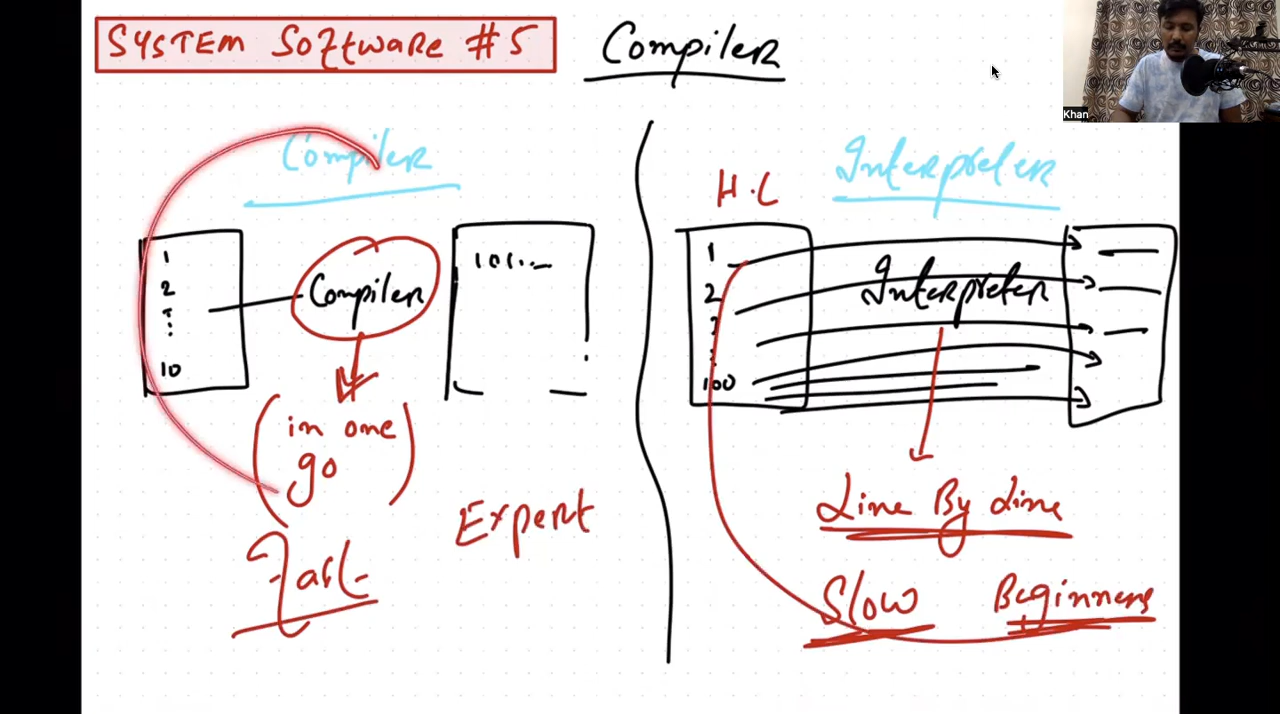 SYSTEM SOFTWARE #5
Compiler
Khan
Compiler
1
2
10
Compiler
101..
(in one
go)
Fast
Expert
Interpreter
H.L
1
2
100
Interpreter
Line By Line
Slow
Beginners